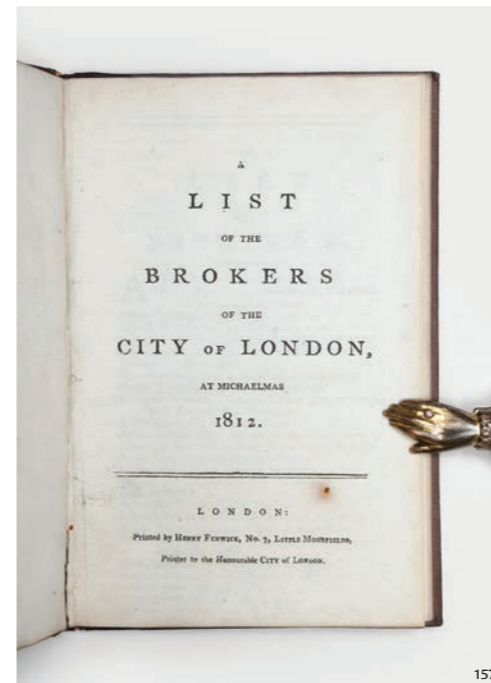 A
LIST
OF THE
BROKERS
OF THE
CITY OF LONDON,
AT MICHAELMAS
1812.
LONDON:
Printed by HENRY FENWICK, No. 7, LITTLE MOORFIELDS,
Printer to the Honourable CITY of LONDON.
157